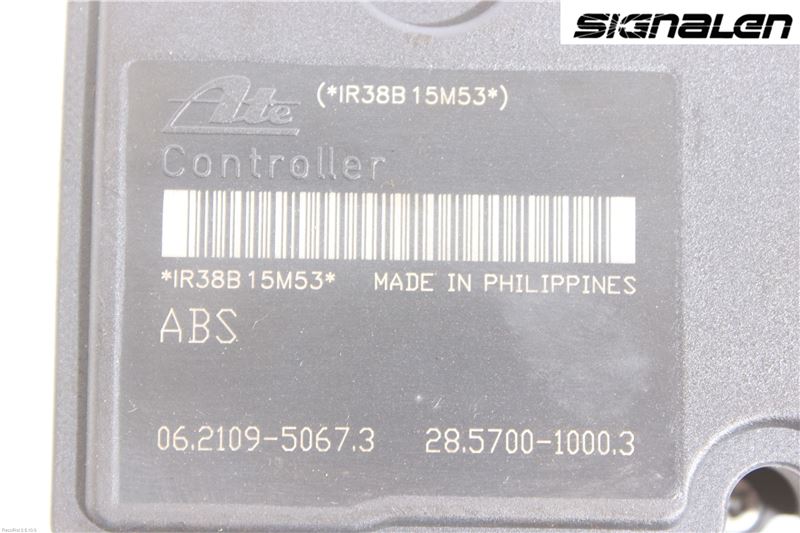 SIGNALEN
Ate (*IR38B15M53*)
Controller
*IR38B15M53* MADE IN PHILIPPINES
ABS
06.2109-5067.3 28.5700-1000.3